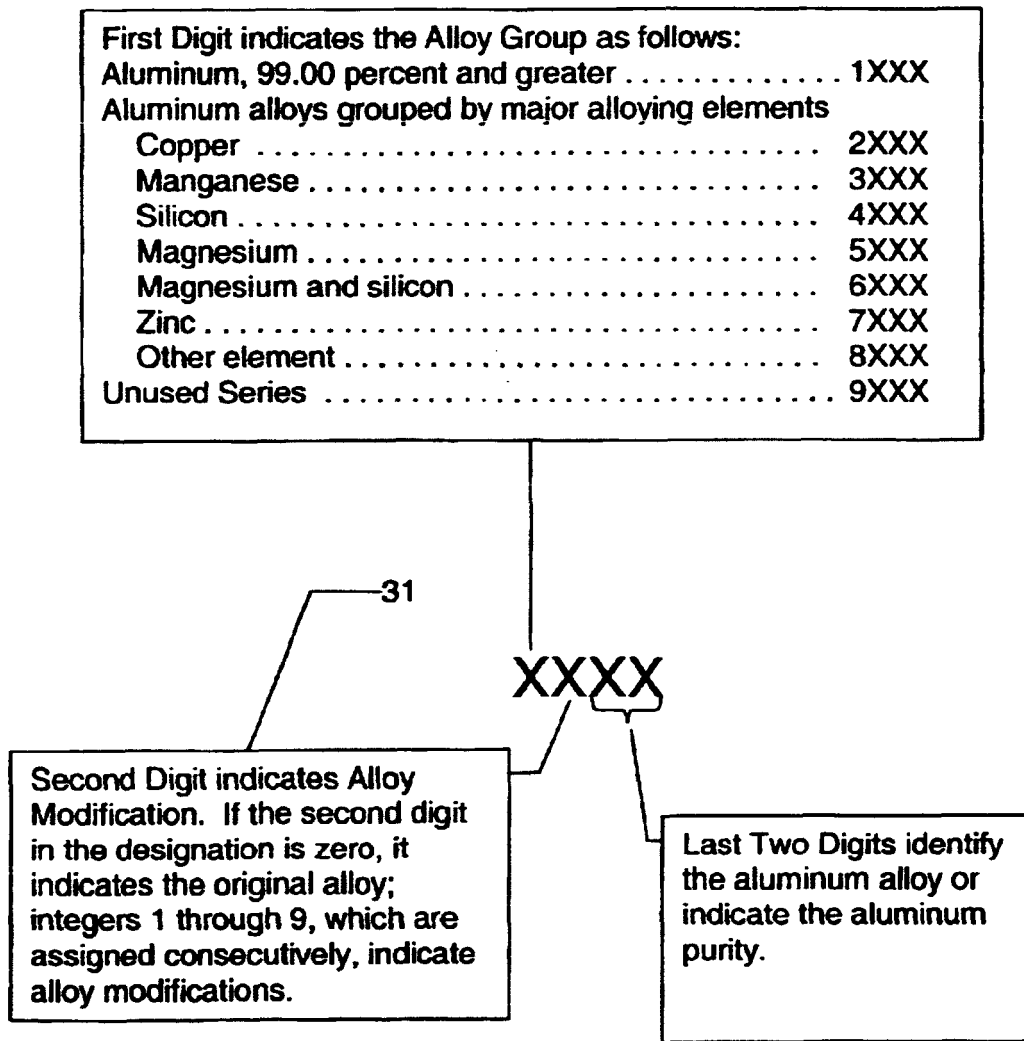 First Digit indicates the Alloy Group as follows:
Aluminum, 99.00 percent and greater ............. 1XXX
Aluminum alloys grouped by major alloying elements
Copper ................................. 2XXX
Manganese .............................. 3XXX
Silicon .................................. 4XXX
Magnesium .............................. 5XXX
Magnesium and silicon ..................... 6XXX
Zinc .................................... 7XXX
Other element ............................ 8XXX
Unused Series ............................. 9XXX
31
XXXX
Second Digit indicates Alloy
Modification. If the second digit
in the designation is zero, it
indicates the original alloy;
integers 1 through 9, which are
assigned consecutively, indicate
alloy modifications.
Last Two Digits identify
the aluminum alloy or
indicate the aluminum
purity.